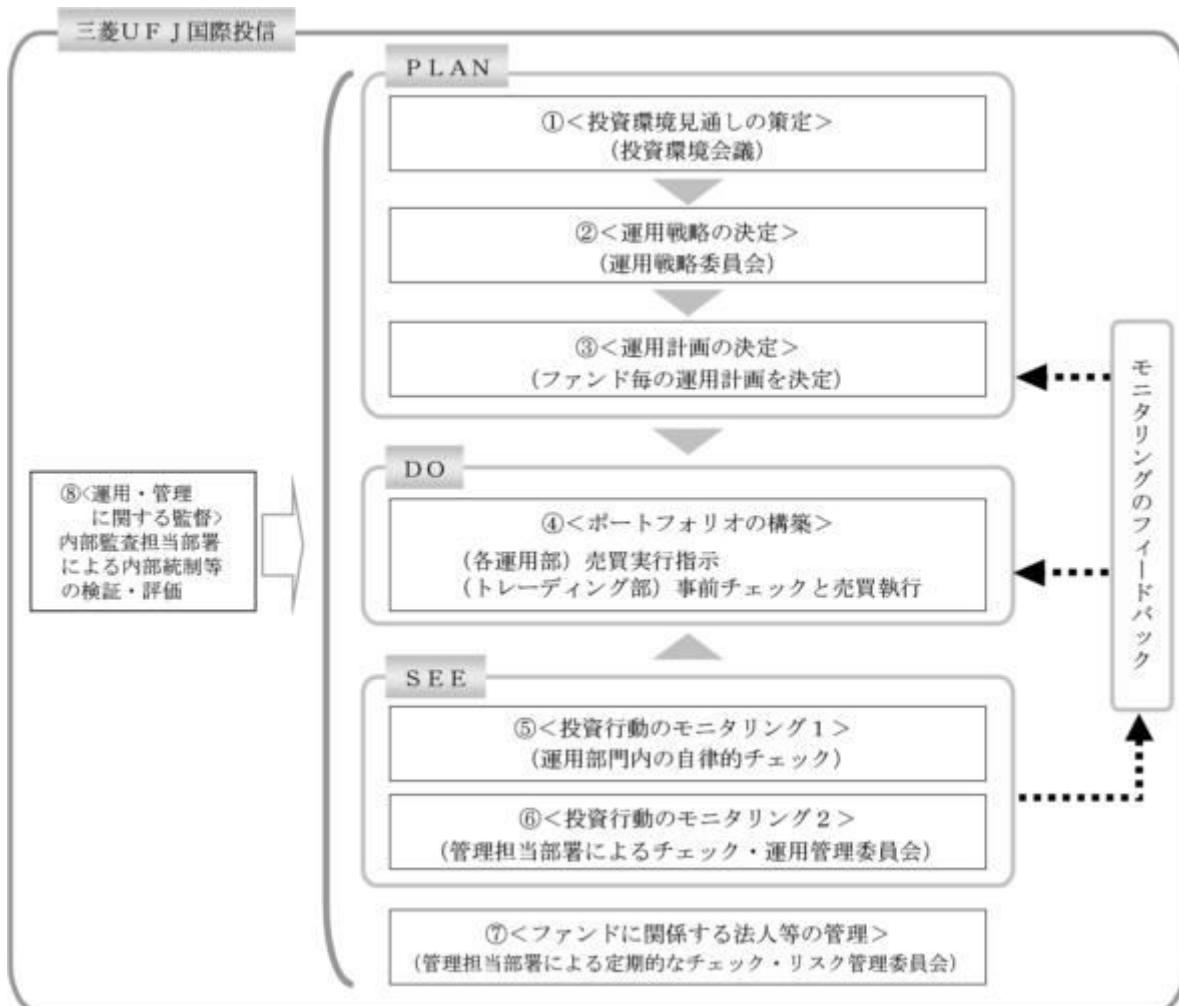 三菱ＵＦＪ国際投信
ＰＬＡＮ
①＜投資環境見通しの策定＞
（投資環境会議）
②＜運用戦略の決定＞
（運用戦略委員会）
③＜運用計画の決定＞
（ファンド毎の運用計画を決定）
ＤＯ
④＜ポートフォリオの構築＞
（各運用部）売買実行指示
（トレーディング部）事前チェックと売買執行
ＳＥＥ
⑤＜投資行動のモニタリング１＞
（運用部門内の自律的チェック）
⑥＜投資行動のモニタリング２＞
（管理担当部署によるチェック・運用管理委員会）
⑦＜ファンドに関係する法人等の管理＞
（管理担当部署による定期的なチェック・リスク管理委員会）
⑧<運用・管理
に関する監督>
内部監査担当部署
による内部統制等
の検証・評価
モニタリングのフィードバック